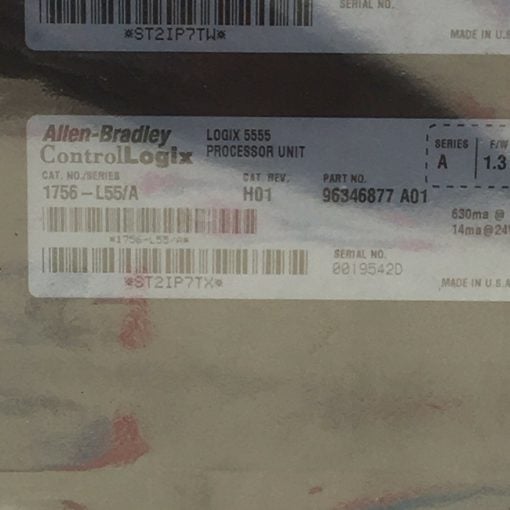 SERIAL NO.
*ST2IP7TW*
MADE IN U.S.
Allen-Bradley LOGIX 5555
ControlLogix PROCESSOR UNIT
SERIES F/W
A 1.3
CAT. NO./SERIES CAT. REV. PART NO.
1756-L55/A H01 96346877 A01
630ma @
14ma@24V
*1756-L55/A*
SERIAL NO.
0019542D
*ST2IP7TX*
MADE IN U.S.A